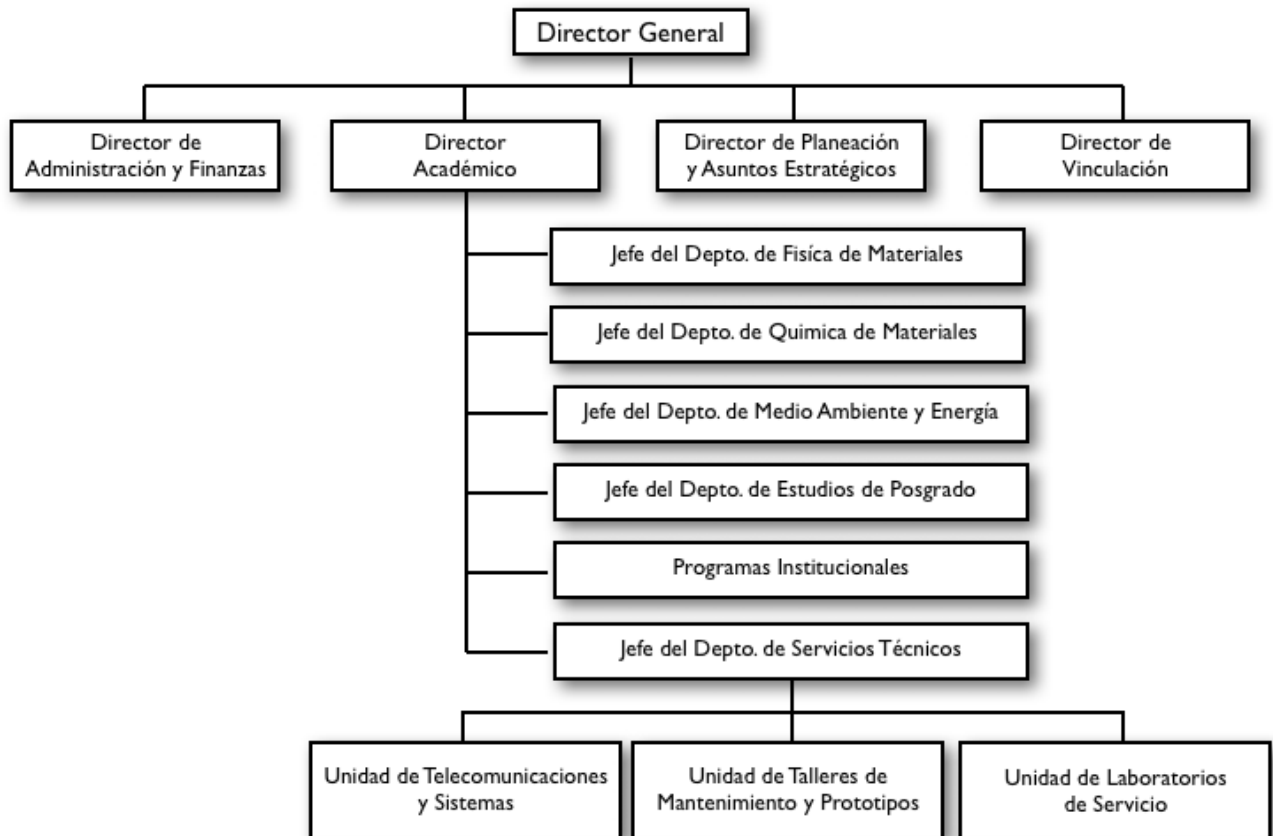 Director General
Director de
Administración y Finanzas
Director
Académico
Director de Planeación
y Asuntos Estratégicos
Director de
Vinculación
Jefe del Depto. de Fisíca de Materiales
Jefe del Depto. de Quimica de Materiales
Jefe del Depto. de Medio Ambiente y Energía
Jefe del Depto. de Estudios de Posgrado
Programas Institucionales
Jefe del Depto. de Servicios Técnicos
Unidad de Telecomunicaciones
y Sistemas
Unidad de Talleres de
Mantenimiento y Prototipos
Unidad de Laboratorios
de Servicio